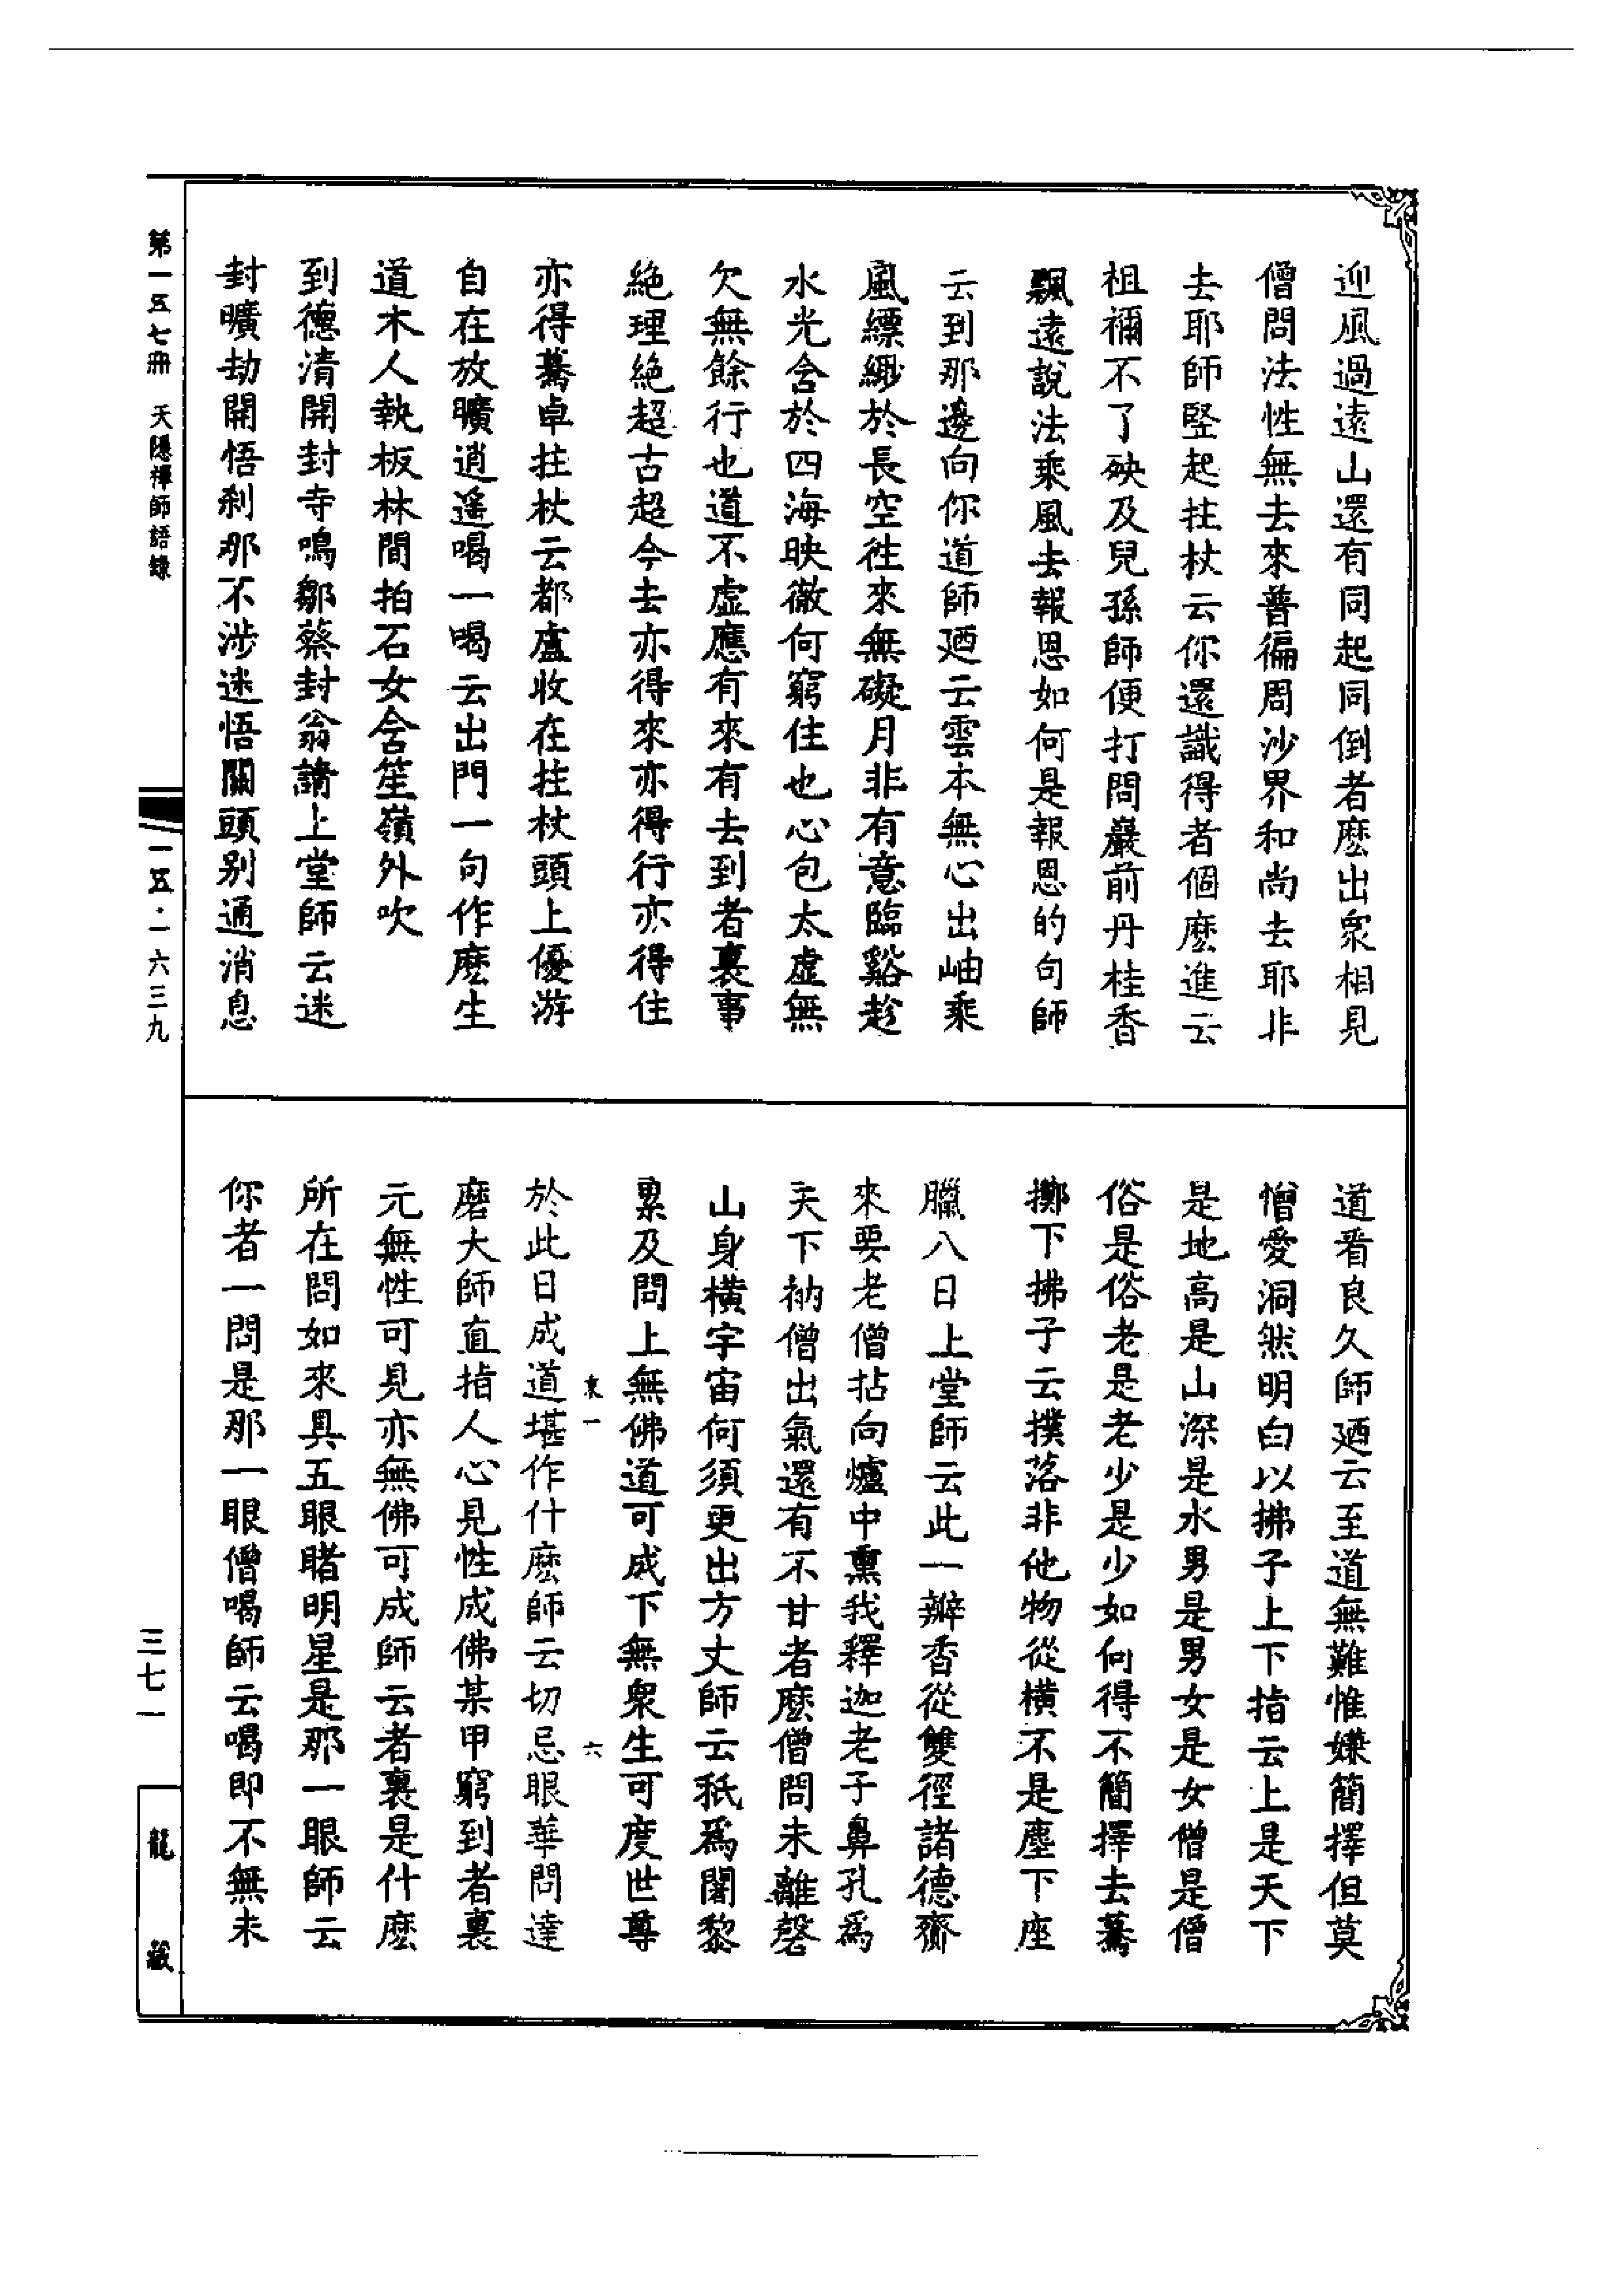 迎風過遠山還有同起同倒者麽出衆相見
僧問法性無去來普徧周沙界和尚去耶非
去耶師竪起拄杖云你還識得者個麽進云
祖禰不了殃及兒孫師便打問巖前丹桂香
飄遠說法乘風去報恩如何是報恩的句師
云到那邊向你道師廼云雲本無心出岫乘
風縹緲於長空徃來無礙月非有意臨谿趁
水光含於四海映徹何窮住也心包太虛無
欠無餘行也道不虛應有來有去到者裏事
絶理絶超古超今去亦得來亦得行亦得住
亦得驀卓拄杖云都盧收在拄杖頭上優游
自在放曠逍遙喝一喝云出門一句作麽生
道木人執板林間拍石女含笙嶺外吹
到德清開封寺鳴鄒蔡封翁請上堂師云迷
封曠劫開悟刹那不涉迷悟關頭别通消息
道看良久師廼云至道無難惟嫌簡擇但莫
憎愛洞然明白以拂子上下指云上是天下
是地高是山深是水男是男女是女僧是僧
俗是俗老是老少是少如何得不簡擇去驀
擲下拂子云撲落非他物從横不是塵下座
臘八日上堂師云此一瓣香從雙徑諸德齎
來要老僧拈向爐中熏我釋迦老子鼻孔爲
天下衲僧出氣還有不甘者麽僧問未離磬
山身横宇宙何須更出方丈師云秖爲闍黎
累及問上無佛道可成下無衆生可度世尊
東一
六
於此日成道堪作什麽師云切忌眼華問達
磨大師直指人心見性成佛某甲窮到者裏
元無性可見亦無佛可成師云者裏是什麽
所在問如來具五眼睹明星是那一眼師云
你者一問是那一眼僧喝師云喝即不無未
第一五七冊 天隱禪師語錄
一五·一六三九
三七一
龍藏